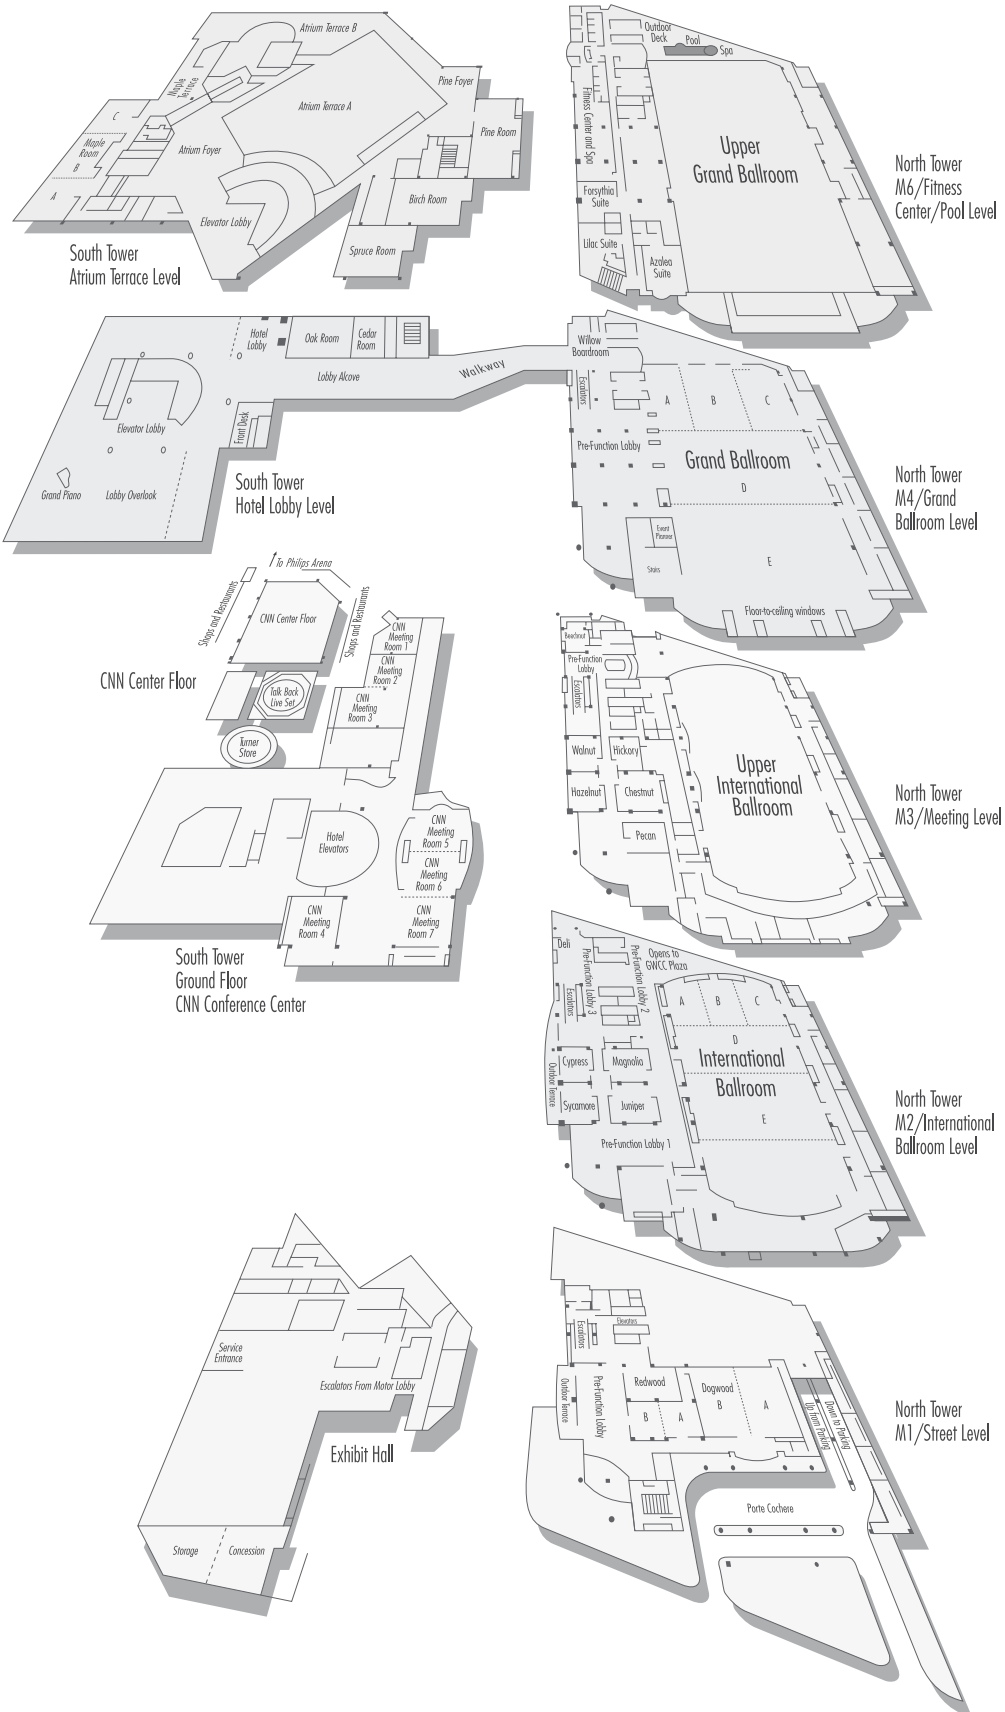 Atrium Terrace B
Maple
Terrace
Pine Foyer
Atrium Terrace A
C
Maple
Room
B
A
Atrium Foyer
Pine Room
Birch Room
Elevator Lobby
Spruce Room
South Tower
Atrium Terrace Level
Outdoor
Deck
Pool
Spa
Fitness Center and Spa
Upper
Grand Ballroom
Forsythia
Suite
Lilac Suite
Azalea
Suite
North Tower
M6/Fitness
Center/Pool Level
Hotel
Lobby
Oak Room
Cedar
Room
Lobby Alcove
Walkway
Elevator Lobby
Front Desk
Grand Piano
Lobby Overlook
South Tower
Hotel Lobby Level
Willow
Boardroom
Escalators
A
B
C
Pre-Function Lobby
Grand Ballroom
D
Event
Planner
Stairs
E
Floor-to-ceiling windows
North Tower
M4/Grand
Ballroom Level
To Philips Arena
Shops and Restaurants
CNN Center Floor
Shops and Restaurants
CNN Center Floor
Talk Back
Live Set
Turner
Store
CNN
Meeting
Room 1
CNN
Meeting
Room 2
CNN
Meeting
Room 3
Hotel
Elevators
CNN
Meeting
Room 5
CNN
Meeting
Room 6
CNN
Meeting
Room 4
CNN
Meeting
Room 7
South Tower
Ground Floor
CNN Conference Center
Beechnut
Pre-Function
Lobby
Escalators
Walnut
Hickory
Hazelnut
Chestnut
Pecan
Upper
International
Ballroom
North Tower
M3/Meeting Level
Deli
Pre-Function Lobby 3
Pre-Function Lobby 2
Opens to
GWCC Plaza
Escalators
A
B
C
D
International
Ballroom
E
Cypress
Magnolia
Outdoor Terrace
Sycamore
Juniper
Pre-Function Lobby 1
North Tower
M2/International
Ballroom Level
Service
Entrance
Escalators From Motor Lobby
Exhibit Hall
Storage
Concession
Escalators
Elevators
Outdoor Terrace
Pre-Function Lobby
Redwood
B
A
Dogwood
B
A
Up from Parking
Down to Parking
Porte Cochere
North Tower
M1/Street Level